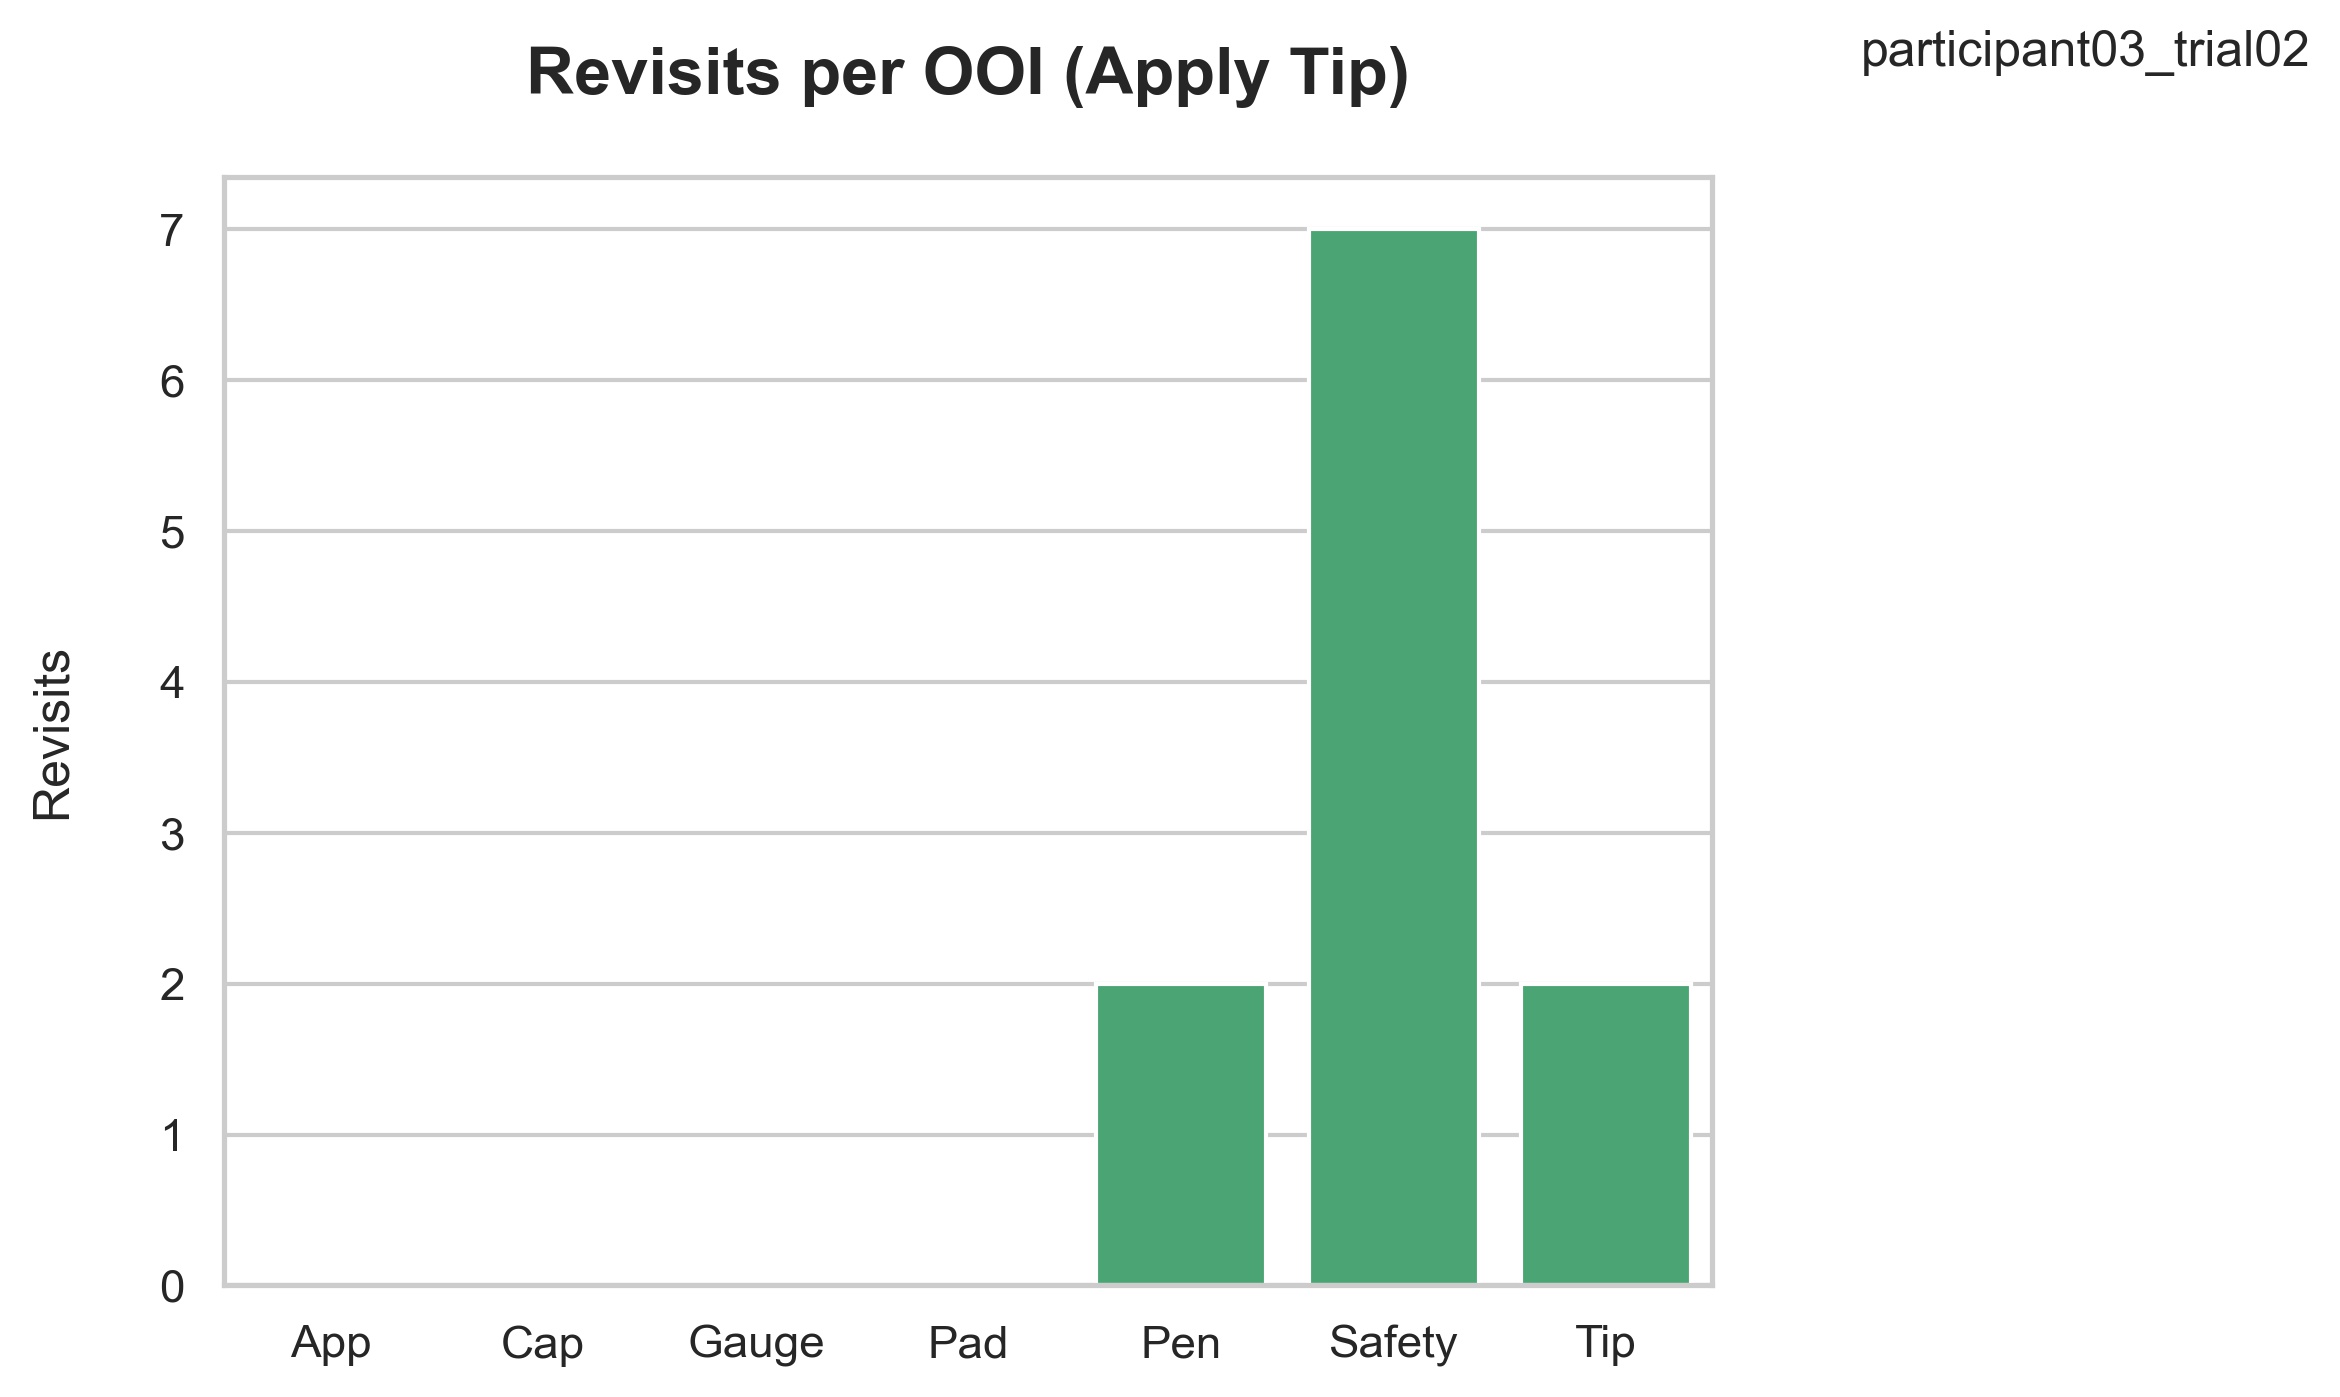 Revisits per OOI (Apply Tip)
participant03_trial02
Revisits
7
6
5
4
3
2
1
0
App Cap Gauge Pad Pen Safety Tip